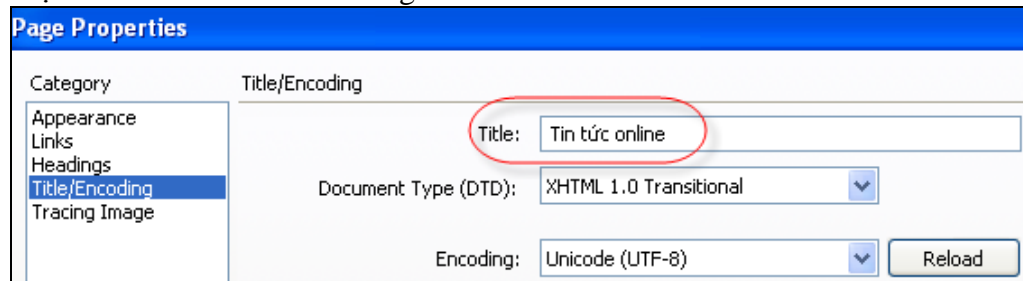 Page Properties
Category
Title/Encoding
Appearance
Links
Headings
Title/Encoding
Tracing Image
Title: Tin tức online
Document Type (DTD): XHTML 1.0 Transitional
Encoding: Unicode (UTF-8) Reload